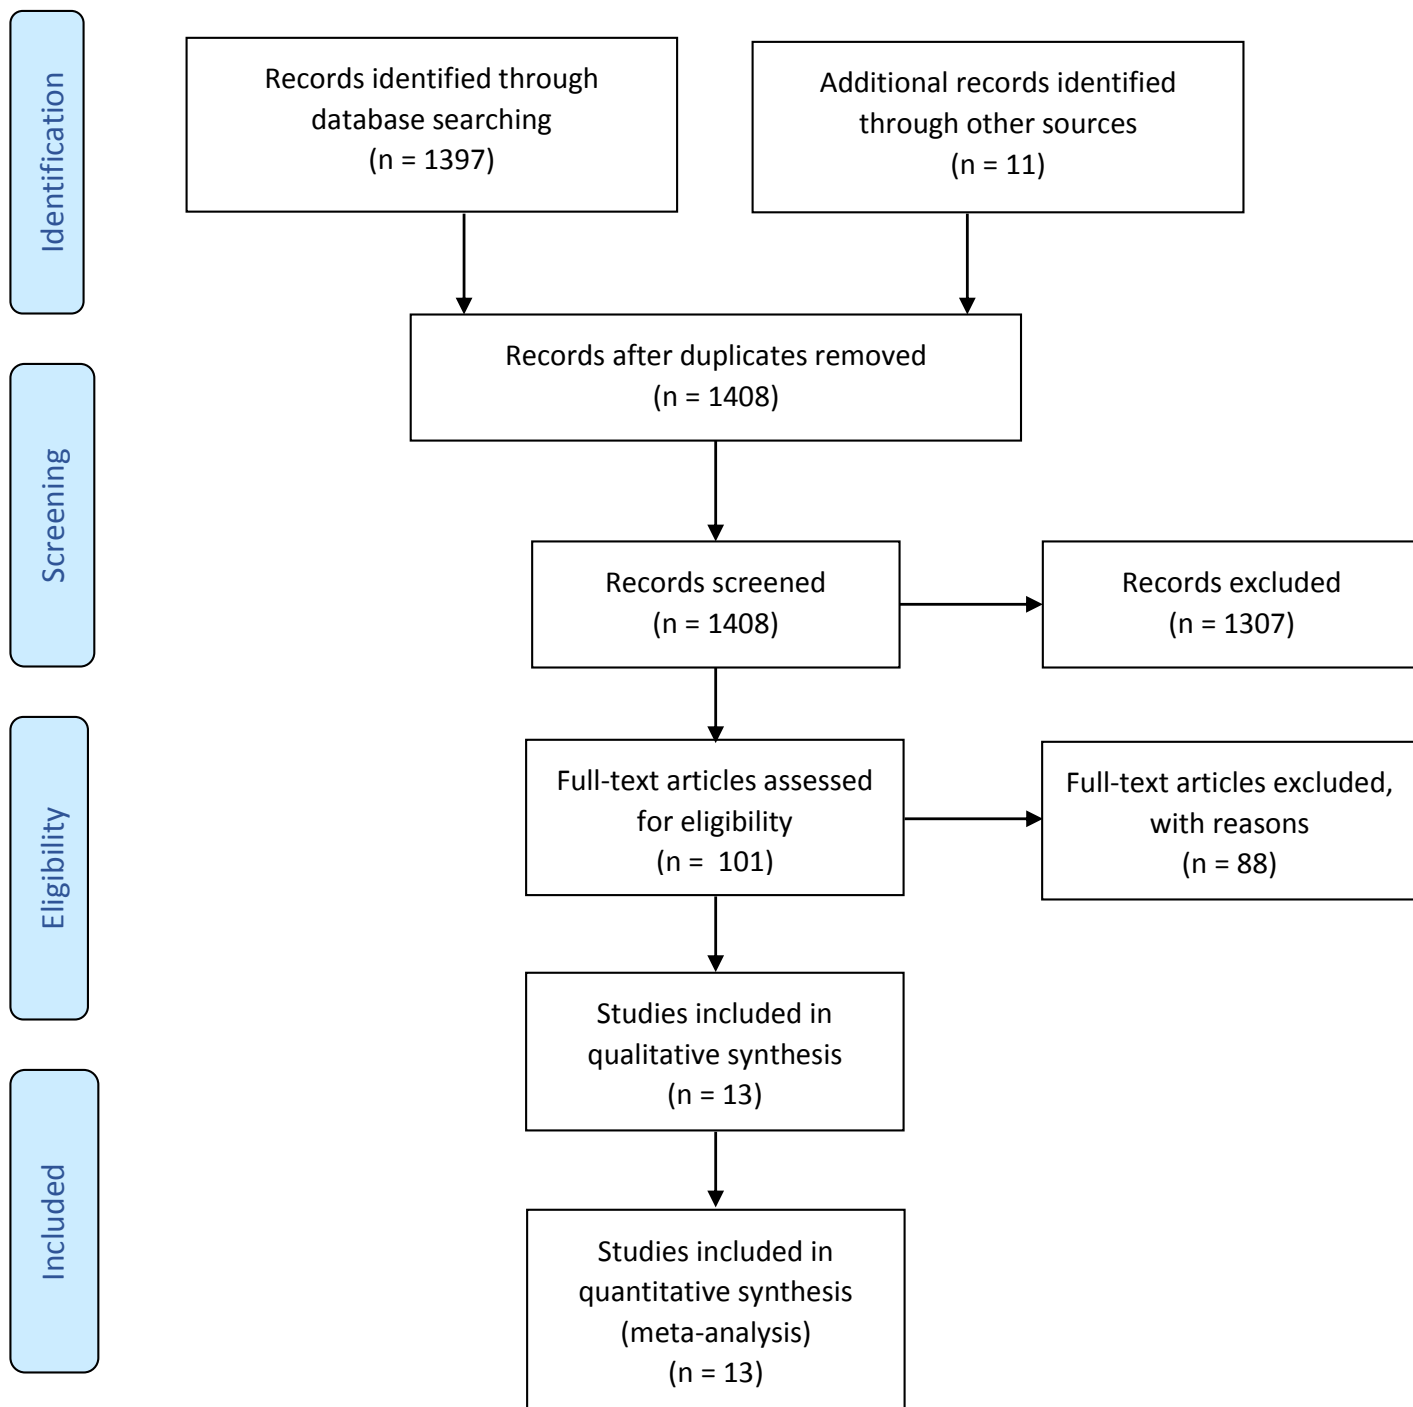 Identification
Records identified through
database searching
(n = 1397)
Additional records identified
through other sources
(n = 11)
Records after duplicates removed
(n = 1408)
Screening
Records screened
(n = 1408)
Records excluded
(n = 1307)
Eligibility
Full-text articles assessed
for eligibility
(n =  101)
Full-text articles excluded,
with reasons
(n = 88)
Studies included in
qualitative synthesis
(n = 13)
Included
Studies included in
quantitative synthesis
(meta-analysis)
(n = 13)